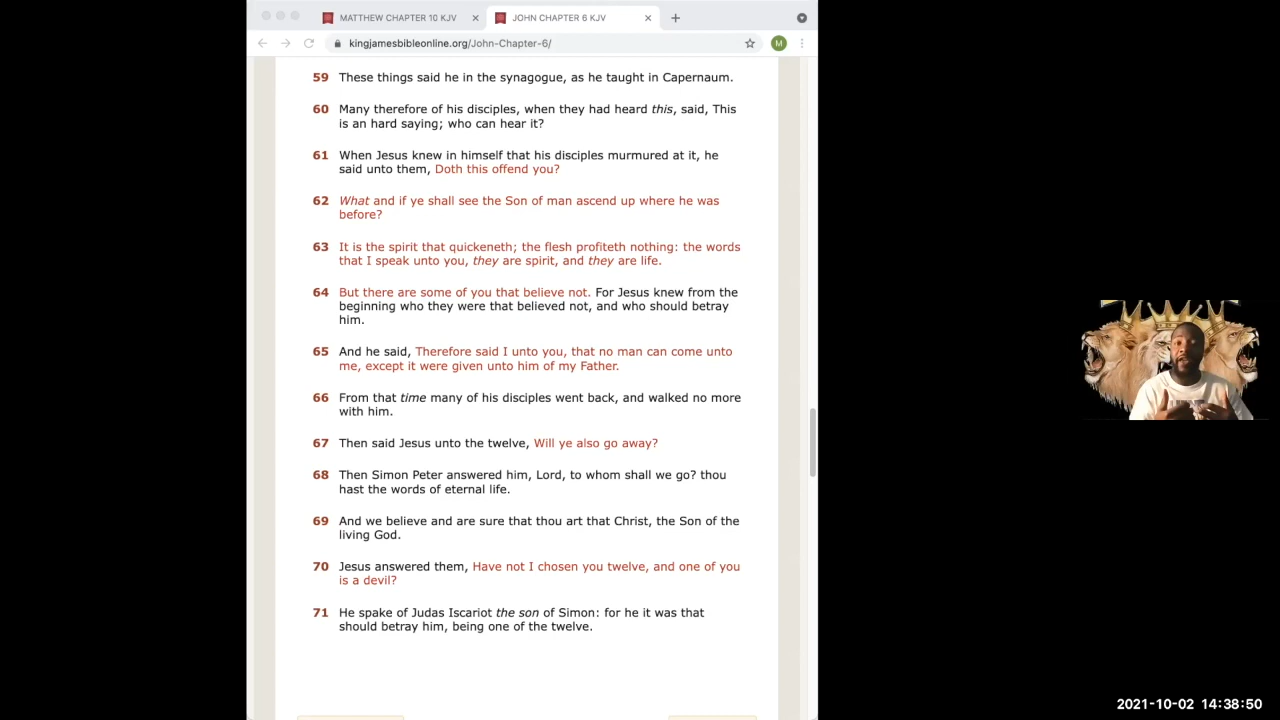 MATTHEW CHAPTER 10 KJV
JOHN CHAPTER 6 KJV
kingjamesbibleonline.org/John-Chapter-6/
M
59 These things said he in the synagogue, as he taught in Capernaum.
60 Many therefore of his disciples, when they had heard this, said, This
is an hard saying; who can hear it?
61 When Jesus knew in himself that his disciples murmured at it, he
said unto them, Doth this offend you?
62 What and if ye shall see the Son of man ascend up where he was
before?
63 It is the spirit that quickeneth; the flesh profiteth nothing: the words
that I speak unto you, they are spirit, and they are life.
64 But there are some of you that believe not. For Jesus knew from the
beginning who they were that believed not, and who should betray
him.
65 And he said, Therefore said I unto you, that no man can come unto
me, except it were given unto him of my Father.
66 From that time many of his disciples went back, and walked no more
with him.
67 Then said Jesus unto the twelve, Will ye also go away?
68 Then Simon Peter answered him, Lord, to whom shall we go? thou
hast the words of eternal life.
69 And we believe and are sure that thou art that Christ, the Son of the
living God.
70 Jesus answered them, Have not I chosen you twelve, and one of you
is a devil?
71 He spake of Judas Iscariot the son of Simon: for he it was that
should betray him, being one of the twelve.
2021-10-02 14:38:50